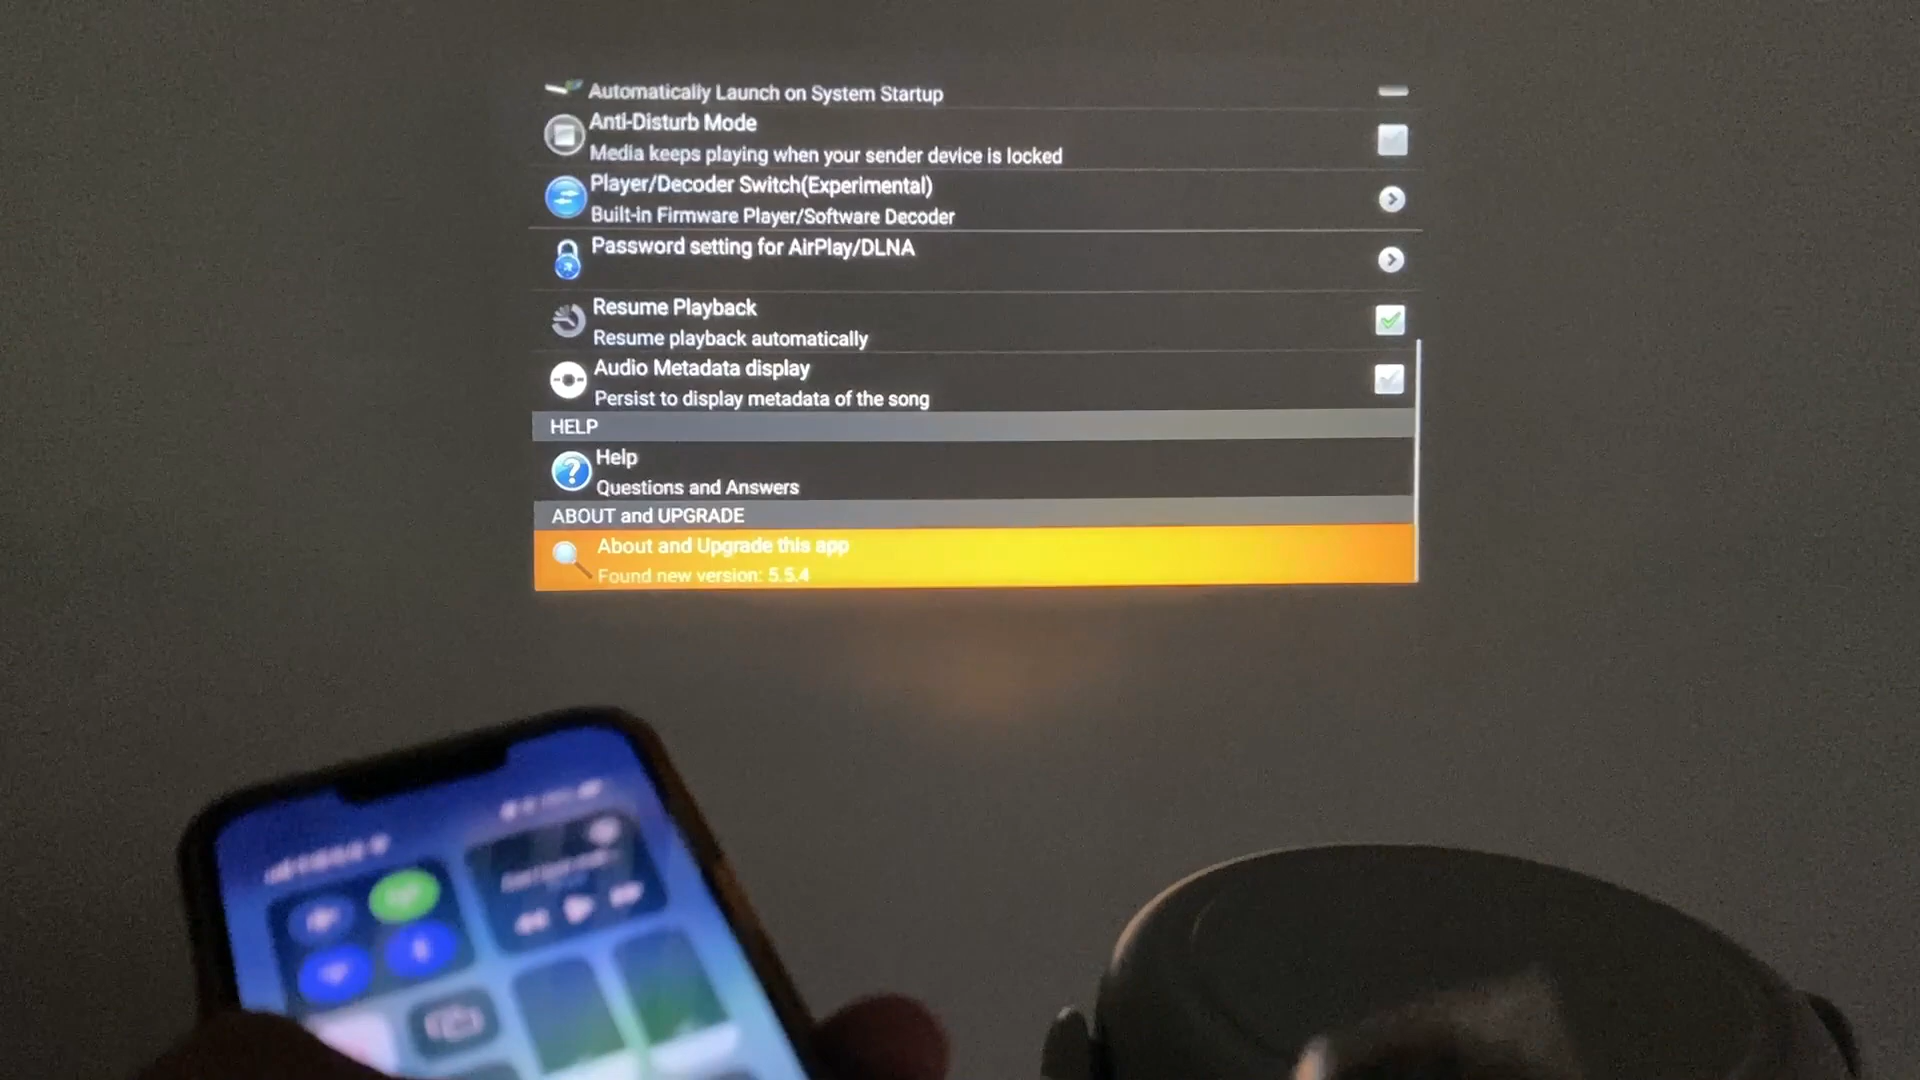 Automatically Launch on System Startup
Anti-Disturb Mode
Media keeps playing when your sender device is locked
Player/Decoder Switch(Experimental)
Built-in Firmware Player/Software Decoder
Password setting for AirPlay/DLNA
Resume Playback
Resume playback automatically
Audio Metadata display
Persist to display metadata of the song
HELP
Help
Questions and Answers
ABOUT and UPGRADE
About and Upgrade this app
Found new version: 5.5.4